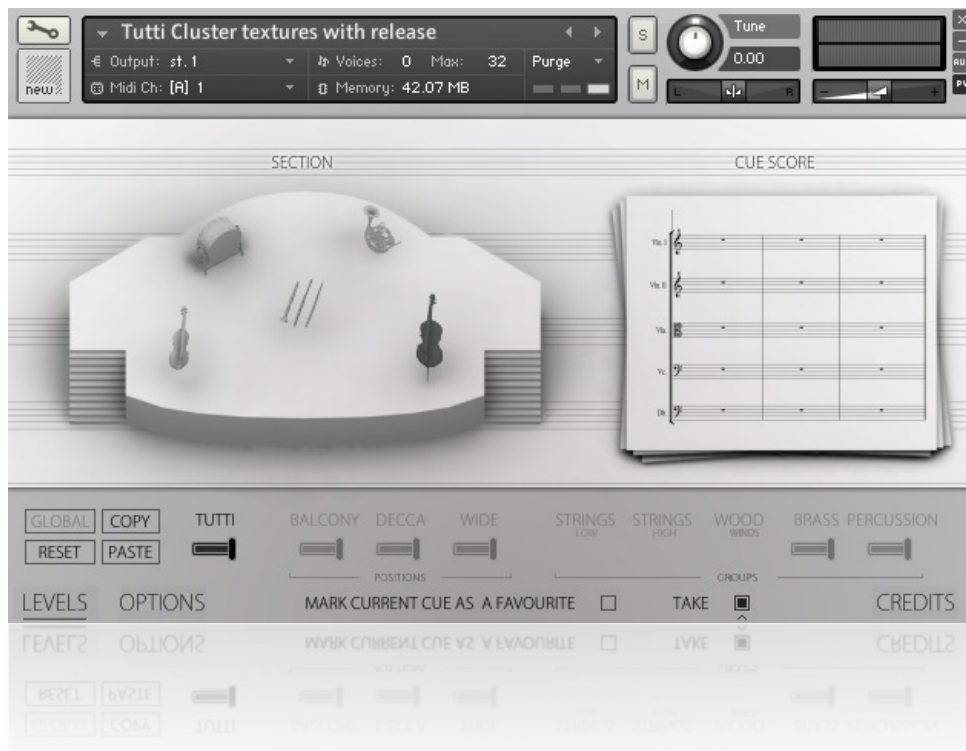 Tutti Cluster textures with release
Output: st. 1
Voices: 0 Max: 32
Purge
new
Midi Ch: [A] 1
Memory: 42.07 MB
S
M
Tune
0.00
L R
- +
AU
PV
SECTION
CUE SCORE
Vln. I
Vln. II
Vla.
Vc.
Db.
GLOBAL COPY TUTTI BALCONY DECCA WIDE STRINGS STRINGS WOOD BRASS PERCUSSION
LOW HIGH WINDS
RESET PASTE
POSITIONS GROUPS
LEVELS OPTIONS MARK CURRENT CUE AS A FAVOURITE TAKE CREDITS